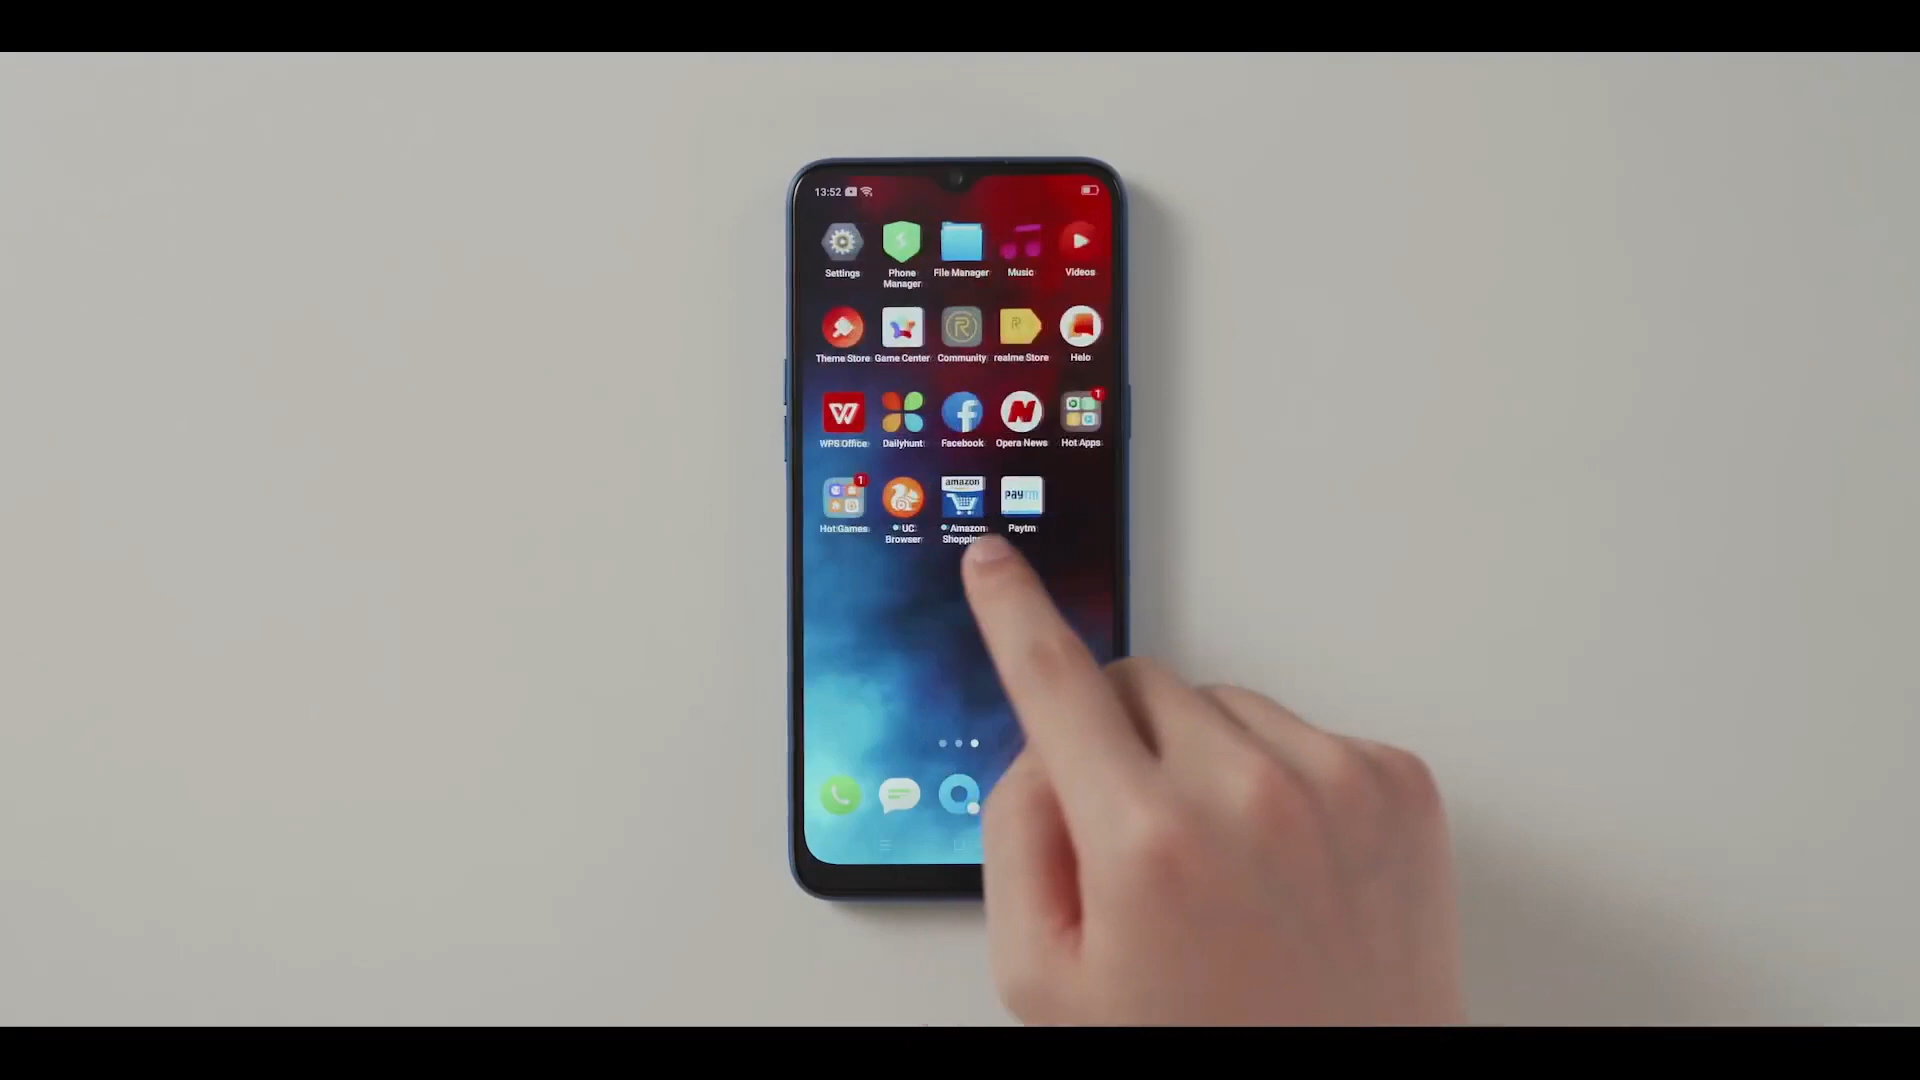 13:52
Settings
Phone
Manager
File Manager
Music
Videos
Theme Store
Game Center
Community
realme Store
Helo
WPS Office
Dailyhunt
Facebook
Opera News
1
Hot Apps
1
Hot Games
UC
Browser
amazon
Amazon
Paytm
Paytm